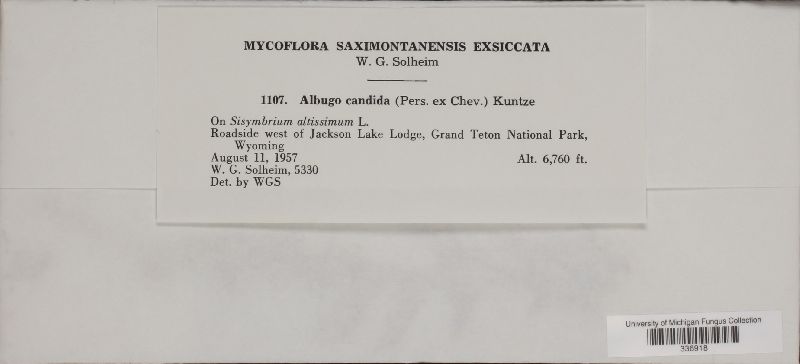 MYCOFLORA SAXIMONTANENSIS EXSICCATA
W. G. Solheim
1107. Albugo candida (Pers. ex Chev.) Kuntze
On Sisymbrium altissimum L.
Roadside west of Jackson Lake Lodge, Grand Teton National Park,
Wyoming
August 11, 1957 Alt. 6,760 ft.
W. G. Solheim, 5330
Det. by WGS
University of Michigan Fungus Collection
336918